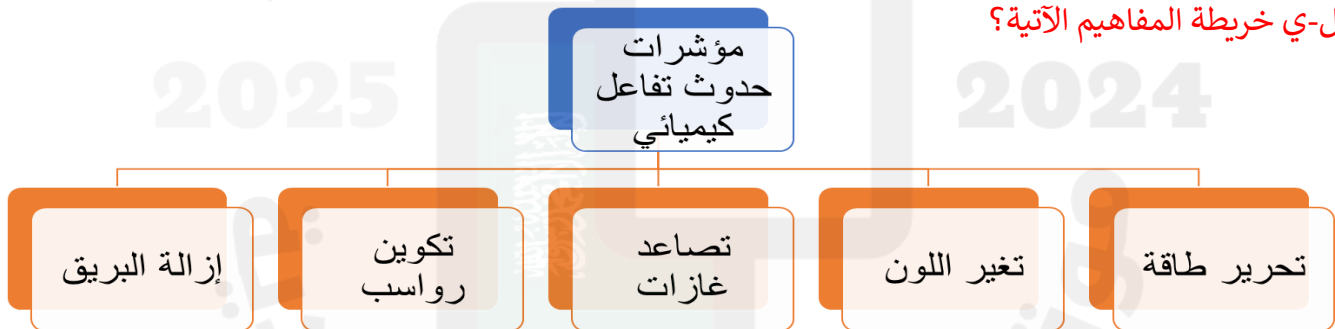 ل-ي خريطة المفاهيم الآتية؟
مؤشرات
حدوث تفاعل
كيميائي
2024
2025
تحرير طاقة
تغير اللون
تصاعد
غازات
تكوين
رواسب
إزالة البريق